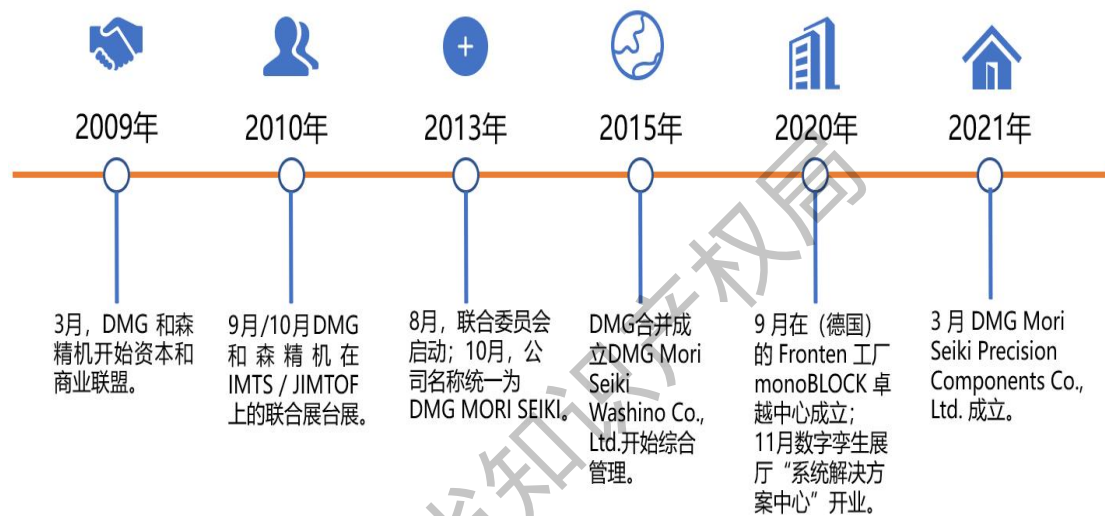 2009年
2010年
2013年
2015年
2020年
2021年
3月，DMG 和森
精机开始资本和
商业联盟。
9月/10月DMG
和森精机在
IMTS / JIMTOF
上的联合展台展。
8月，联合委员会
启动；10月，公
司名称统一为
DMG MORI SEIKI。
DMG合并成
立DMG Mori
Seiki
Washino Co.,
Ltd.开始综合
管理。
9 月在（德国）
的 Fronten 工厂
monoBLOCK 卓
越中心成立；
11月数字孪生展
厅“系统解决方
案中心”开业。
3 月 DMG Mori
Seiki Precision
Components Co.,
Ltd. 成立。
知识产权局